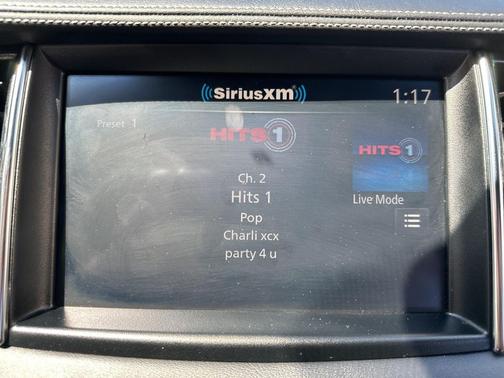 SiriusXM
1:17
Preset 1
HITS 1
Ch. 2
Hits 1
Pop
Charli xcx
party 4 u
HITS 1
Live Mode